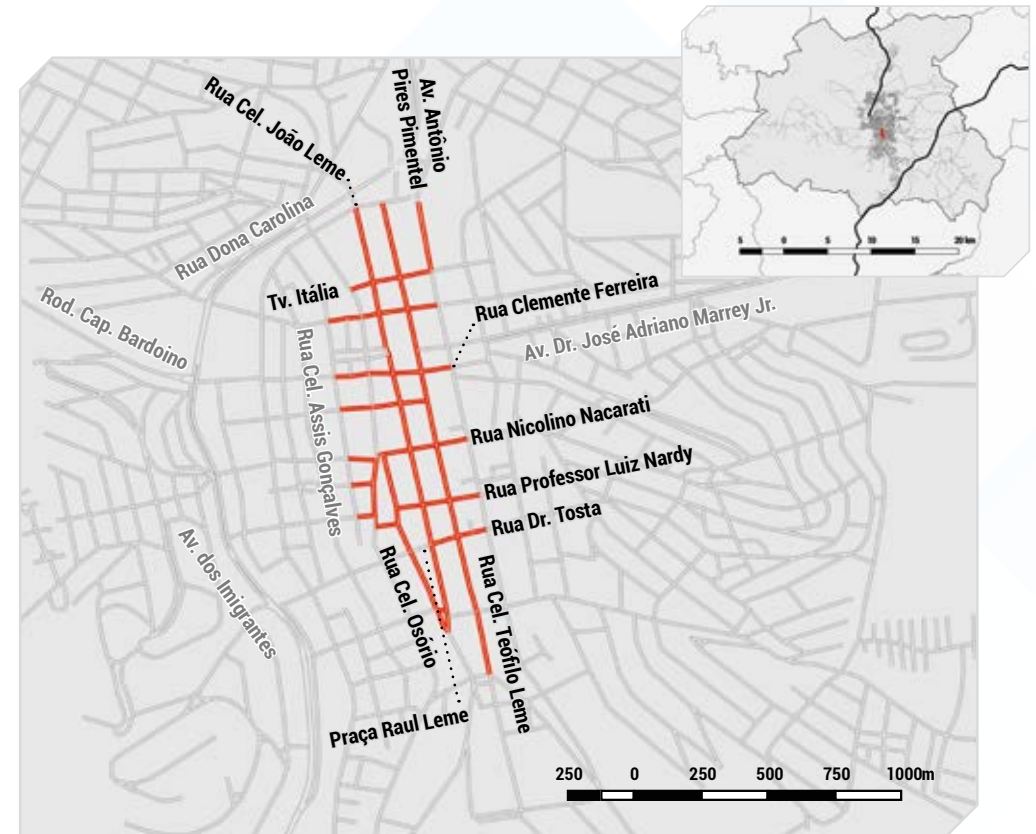 Rua Cel. João Leme
Av. Antônio
Pires Pimentel
Rua Dona Carolina
Tv. Itália
Rod. Cap. Bardoino
Rua Clemente Ferreira
Av. Dr. José Adriano Marrey Jr.
Rua Cel. Assis Gonçalves
Rua Nicolino Nacarati
Rua Professor Luiz Nardy
Rua Dr. Tosta
Av. dos Imigrantes
Rua Cel. Osório
Rua Cel. Teófilo Leme
Praça Raul Leme
250 0 250 500 750 1000m
5 0 5 10 15 20 km